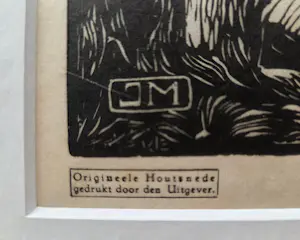 JM
Origineele Houtsnede
gedrukt door den Uitgever.